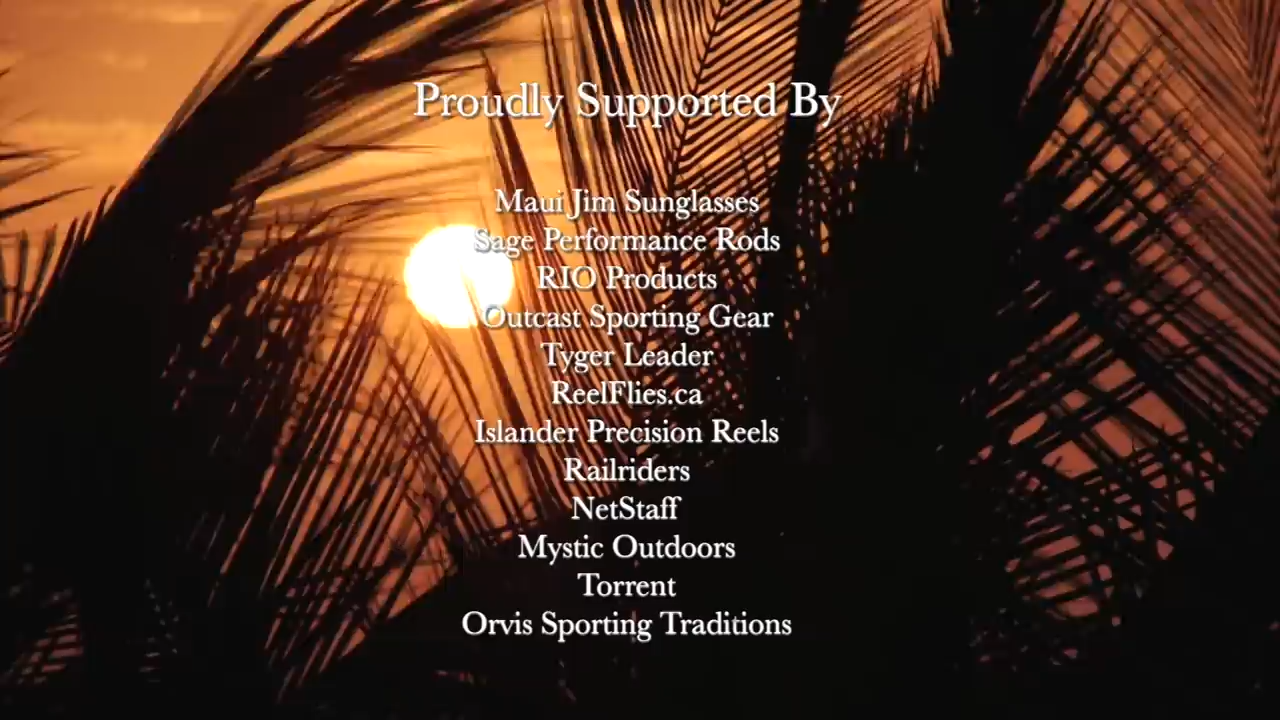 Proudly Supported By
Maui Jim Sunglasses
Sage Performance Rods
RIO Products
Outcast Sporting Gear
Tyger Leader
ReelFlies.ca
Islander Precision Reels
Railriders
NetStaff
Mystic Outdoors
Torrent
Orvis Sporting Traditions